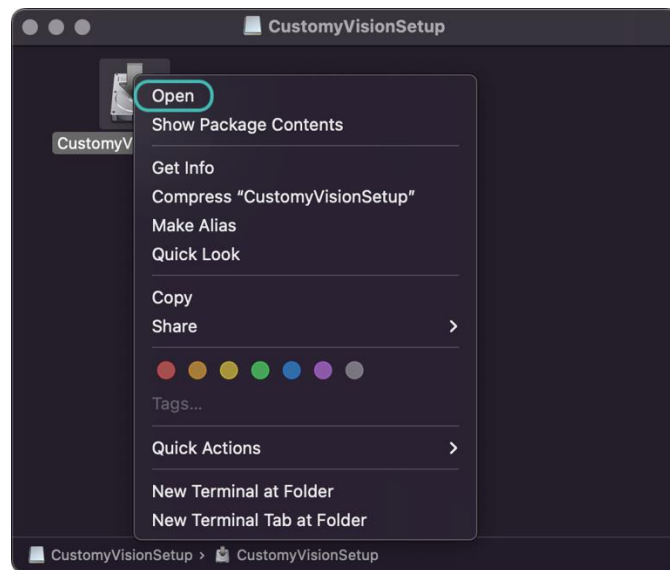 CustomyVisionSetup
Open
Show Package Contents
CustomyV
Get Info
Compress “CustomyVisionSetup”
Make Alias
Quick Look
Copy
Share
Tags...
Quick Actions
New Terminal at Folder
New Terminal Tab at Folder
CustomyVisionSetup › CustomyVisionSetup